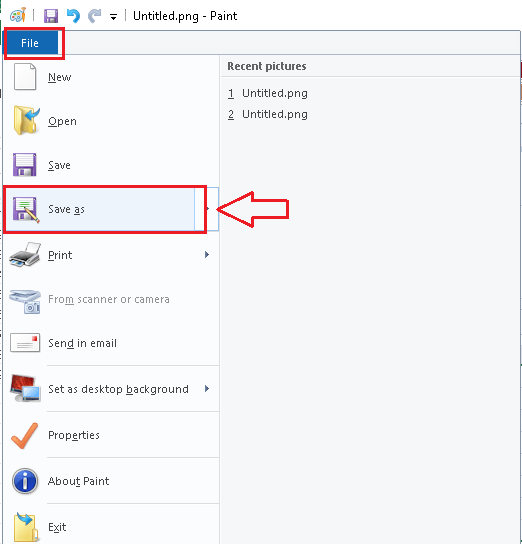 Untitled.png - Paint
File
New
Open
Save
Save as
Print
From scanner or camera
Send in email
Set as desktop background
Properties
About Paint
Exit
Recent pictures
1 Untitled.png
2 Untitled.png